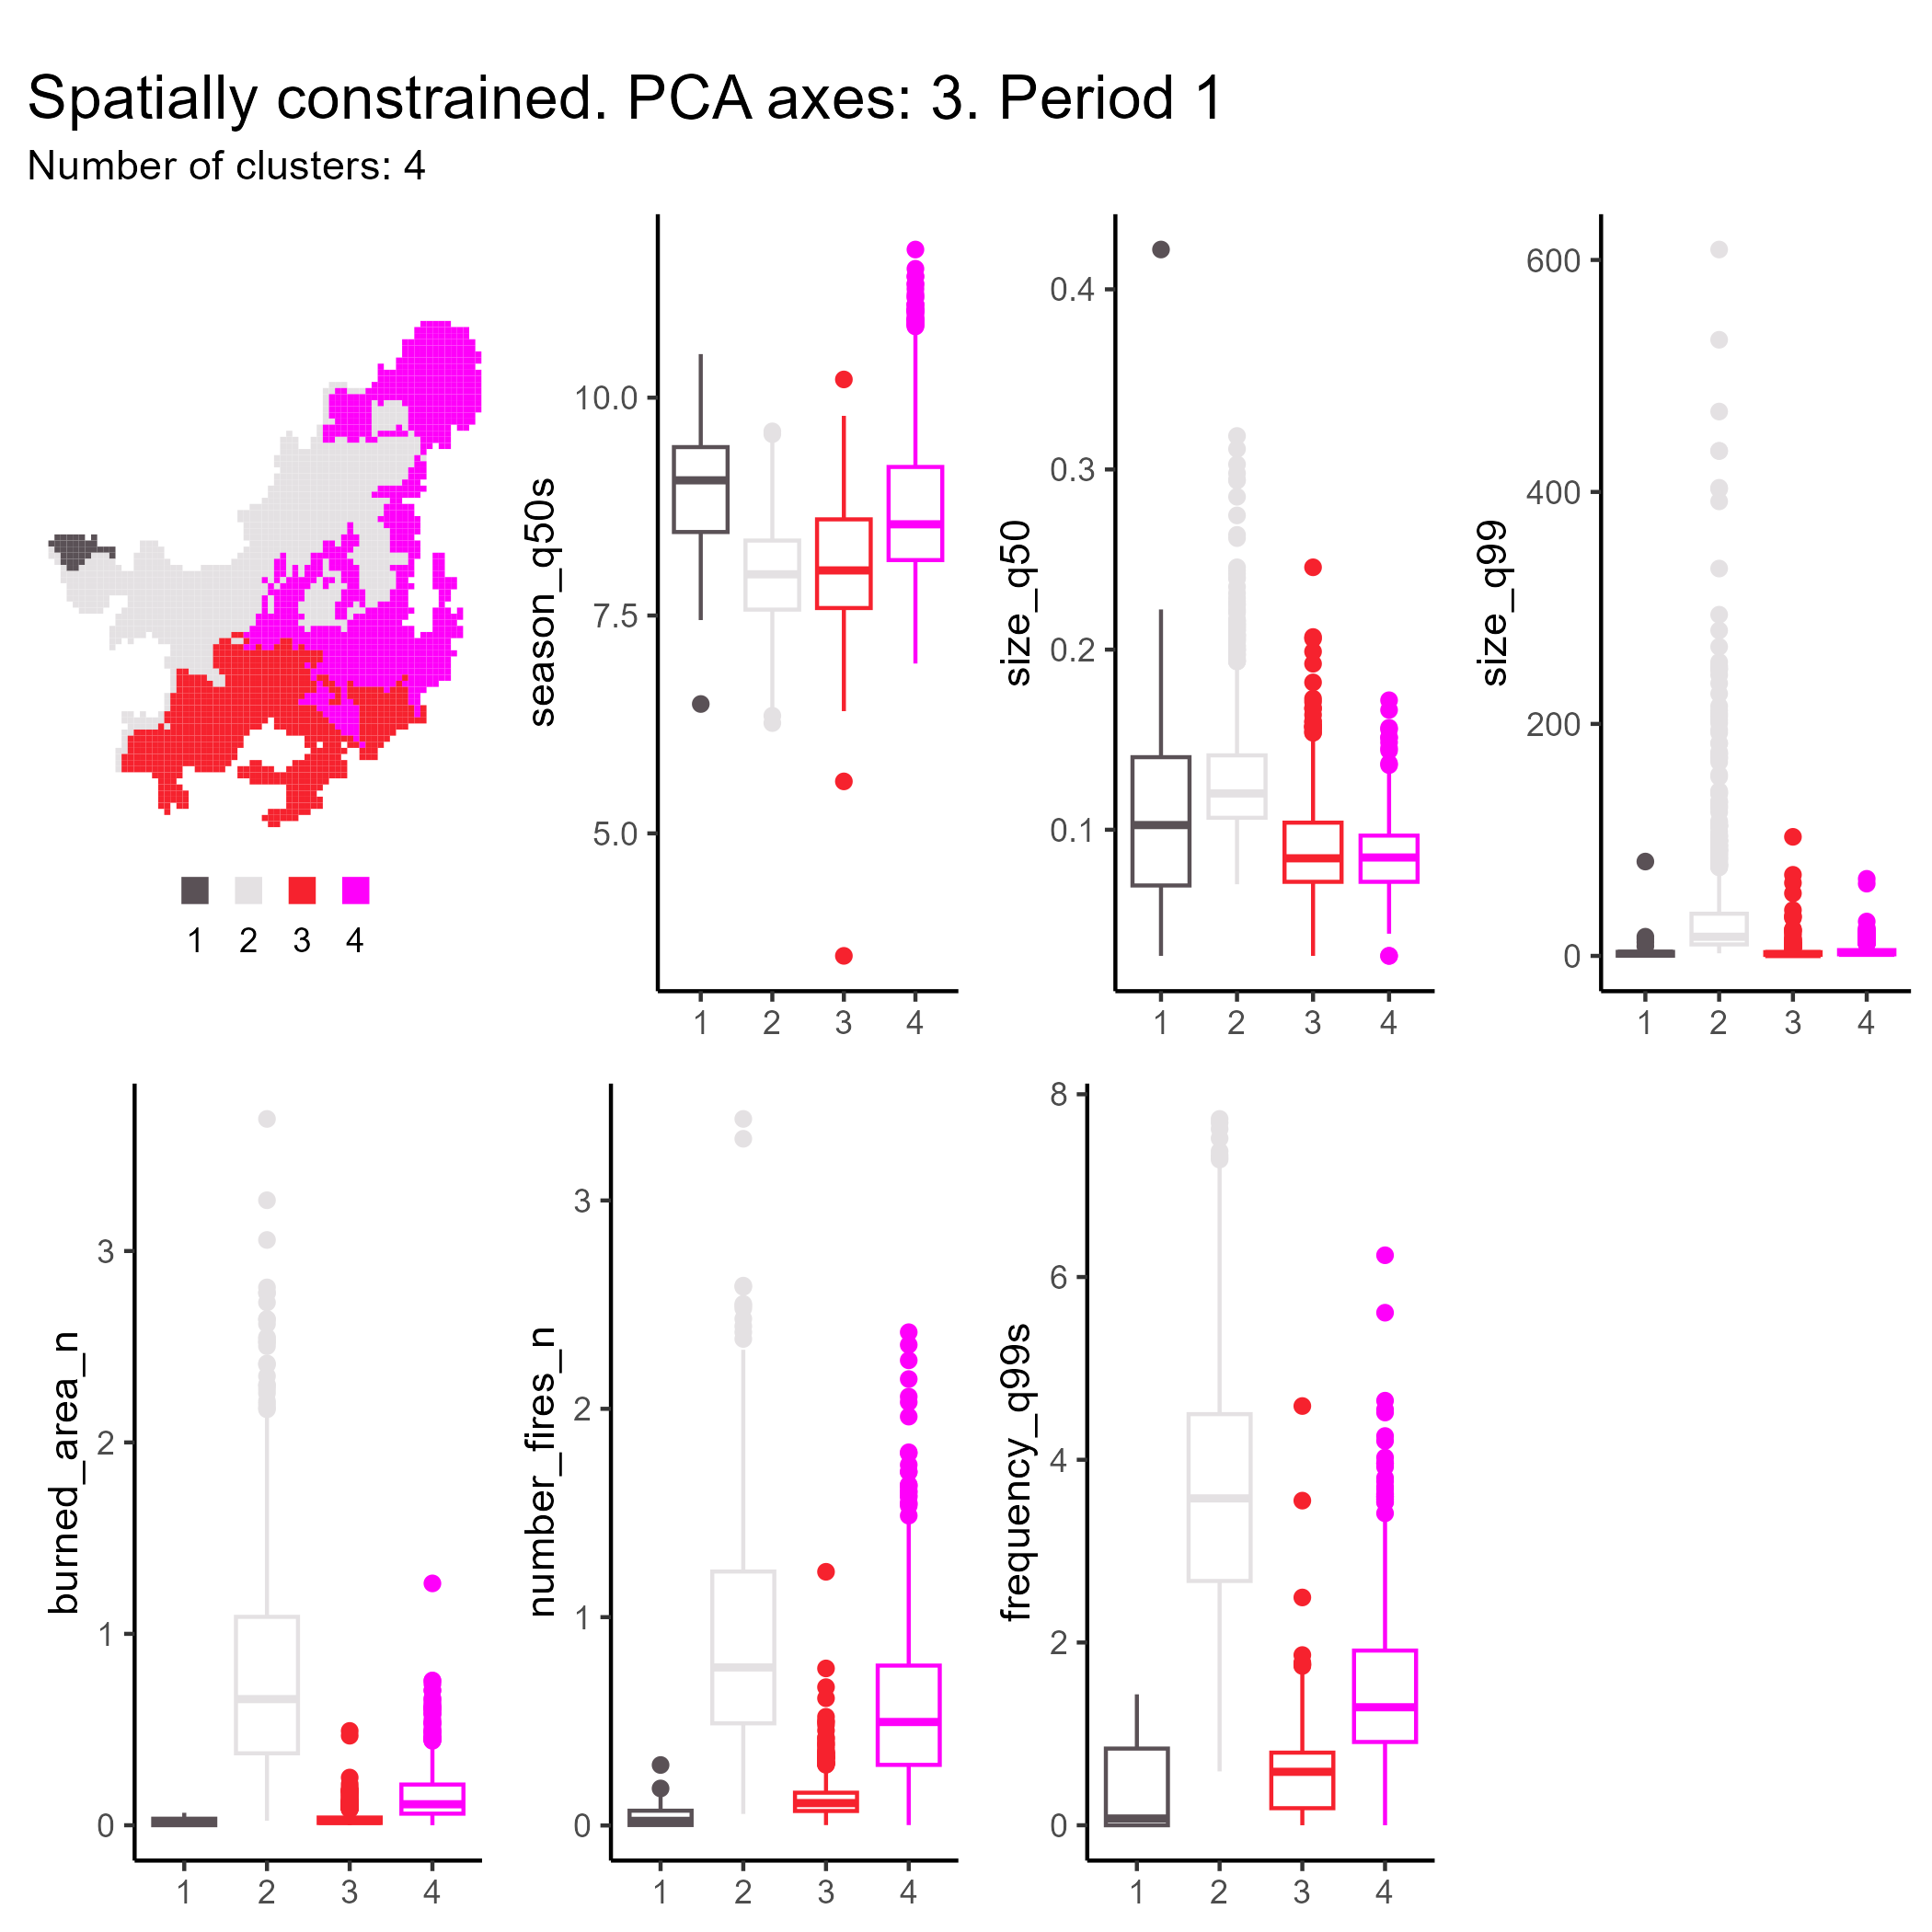 Spatially constrained. PCA axes: 3. Period 1
Number of clusters: 4
1 2 3 4
season_q50s
10.0
7.5
5.0
1 2 3 4
size_q50
0.4
0.3
0.2
0.1
1 2 3 4
size_q99
600
400
200
0
1 2 3 4
burned_area_n
3
2
1
0
1 2 3 4
number_fires_n
3
2
1
0
1 2 3 4
frequency_q99s
8
6
4
2
0
1 2 3 4